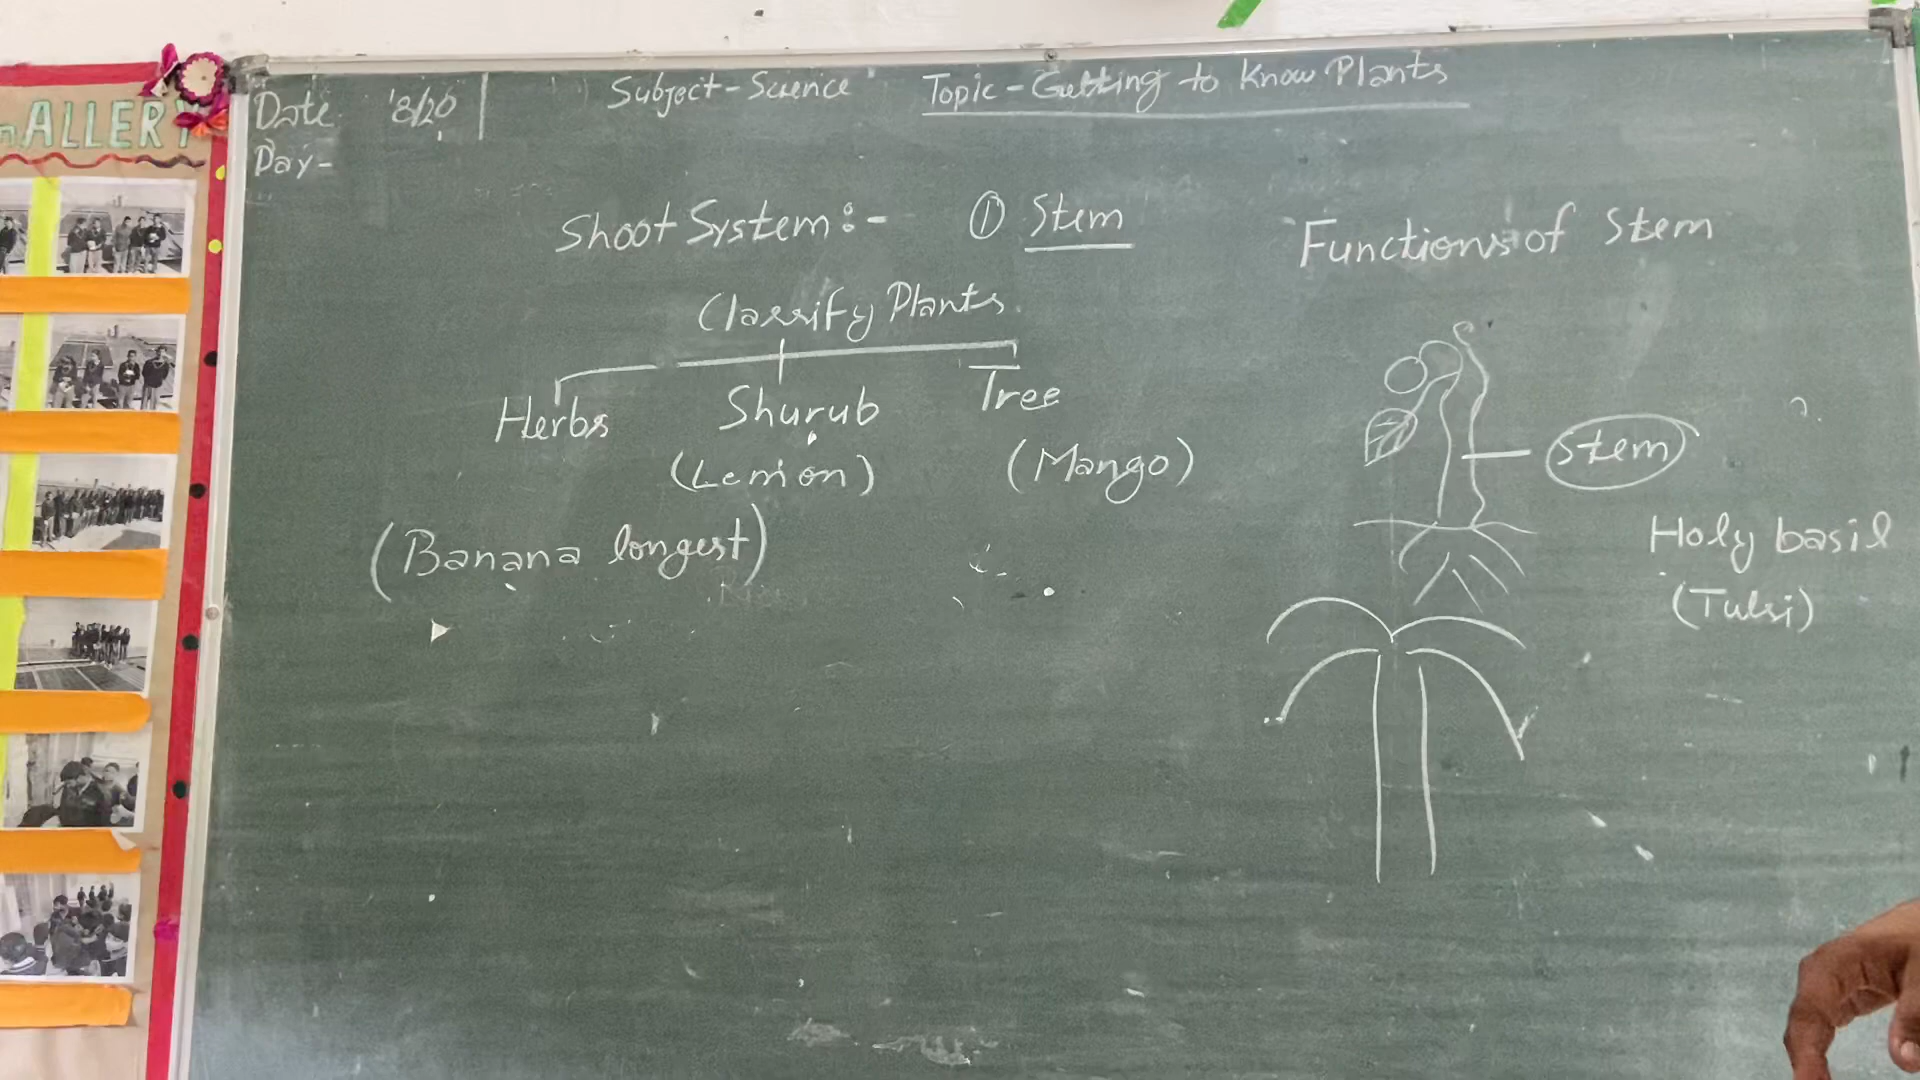 ALLERY
Date '8/20 Subject - Science Topic - Getting to Know Plants
Day-
Shoot System :- ① Stem
Classify Plants
Herbs Shurub Tree
(Lemon) (Mango)
(Banana longest)
Functions of Stem
Stem
Holy basil
(Tulsi)